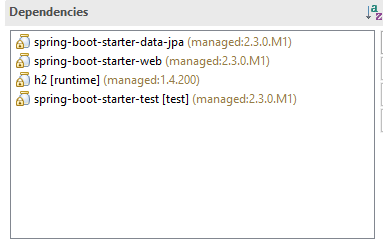 Dependencies
spring-boot-starter-data-jpa (managed:2.3.0.M1)
spring-boot-starter-web (managed:2.3.0.M1)
h2 [runtime] (managed:1.4.200)
spring-boot-starter-test [test] (managed:2.3.0.M1)